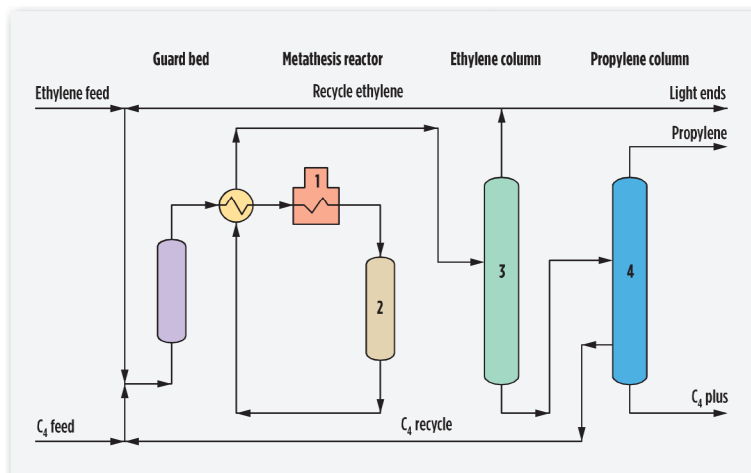 Guard bed
Metathesis reactor
Ethylene column
Propylene column
Ethylene feed
Recycle ethylene
Light ends
Propylene
1
2
3
4
C₄ plus
C₄ feed
C₄ recycle